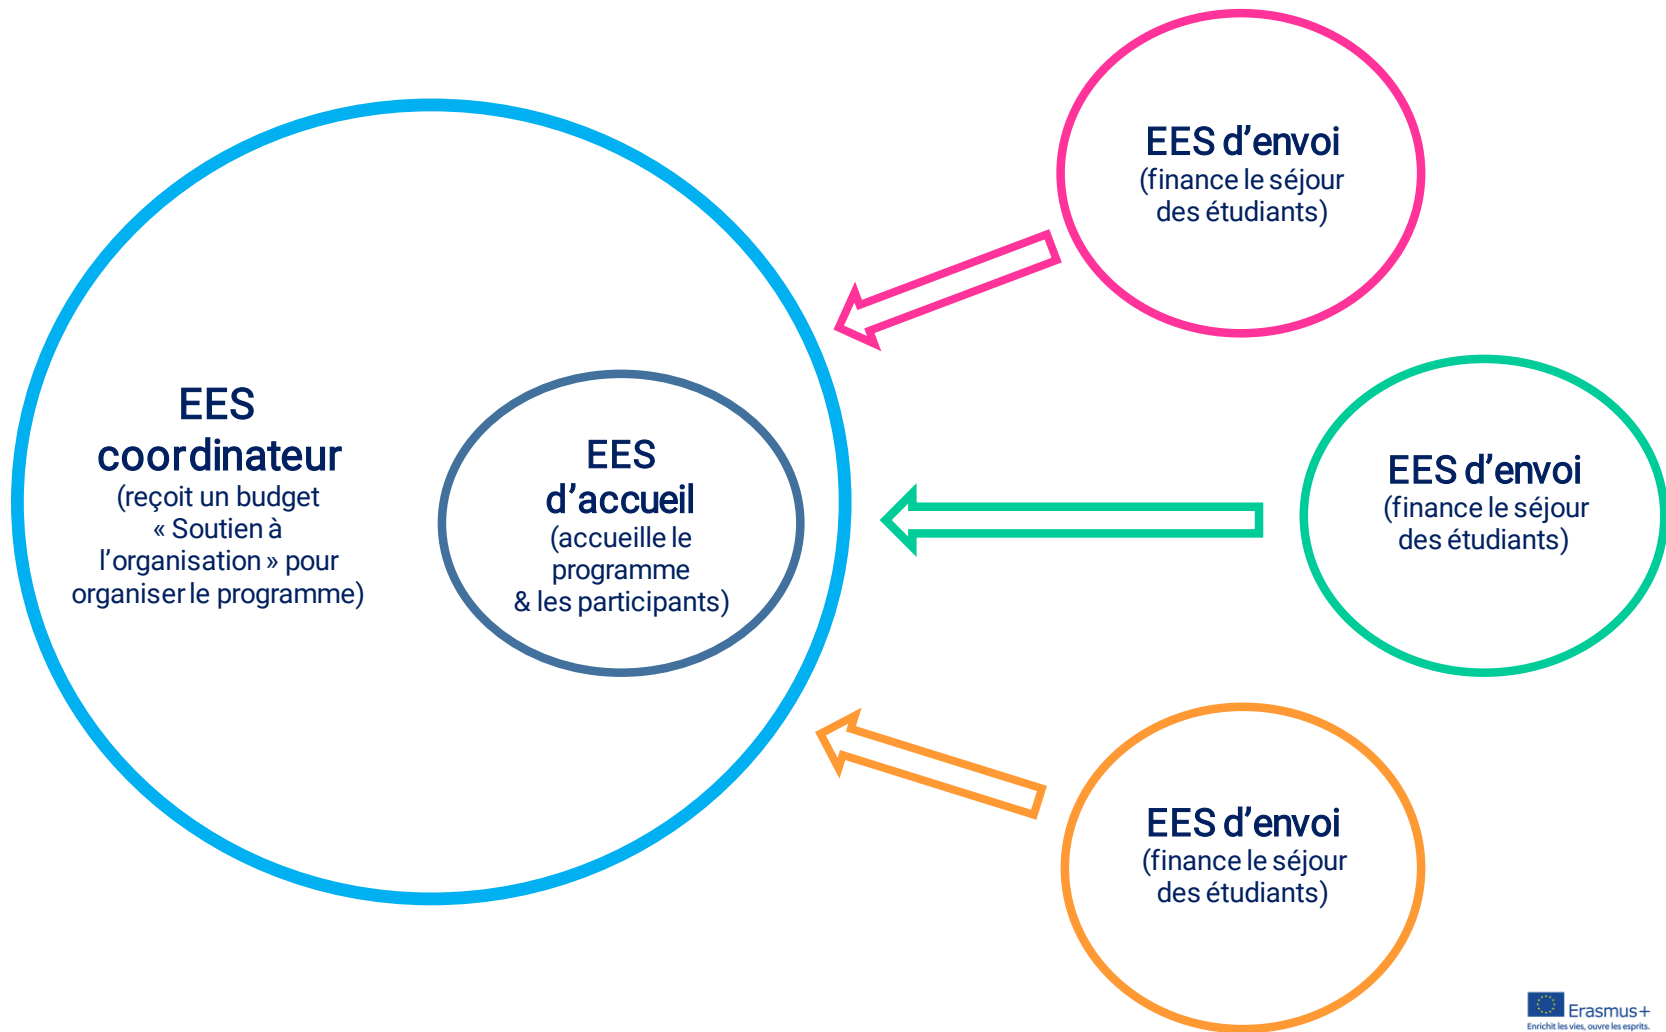 EES
coordinateur
(reçoit un budget
« Soutien à
l’organisation » pour
organiser le programme)
EES
d’accueil
(accueille le
programme
& les participants)
EES d’envoi
(finance le séjour
des étudiants)
EES d’envoi
(finance le séjour
des étudiants)
EES d’envoi
(finance le séjour
des étudiants)
Erasmus+
Enrichit les vies, ouvre les esprits.